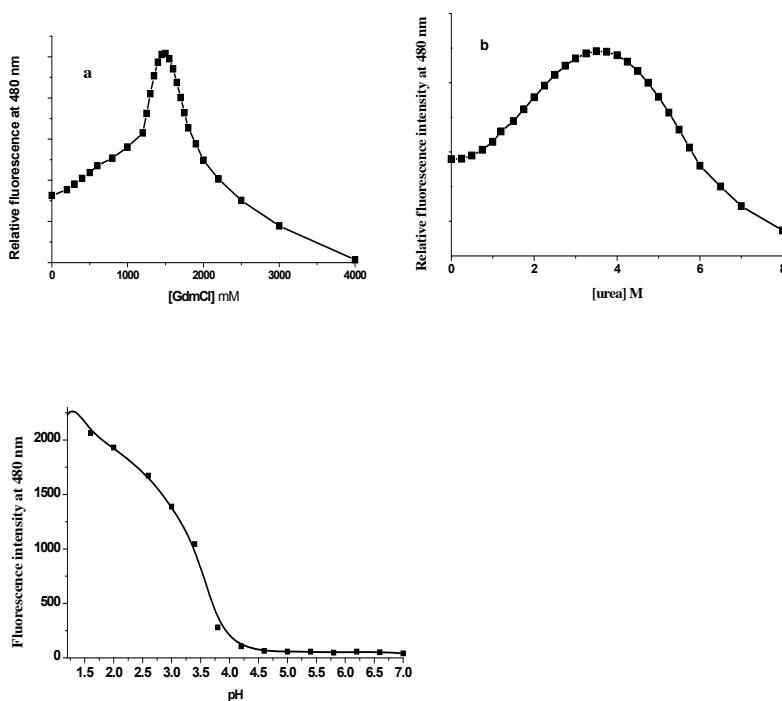 a
Relative fluorescence at 480 nm
0 1000 2000 3000 4000
[GdmCl] mM
b
Relative fluorescence intensity at 480 nm
0 2 4 6 8
[urea] M
Fluorescence intensity at 480 nm
2000
1500
1000
500
0
1.5 2.0 2.5 3.0 3.5 4.0 4.5 5.0 5.5 6.0 6.5 7.0
pH